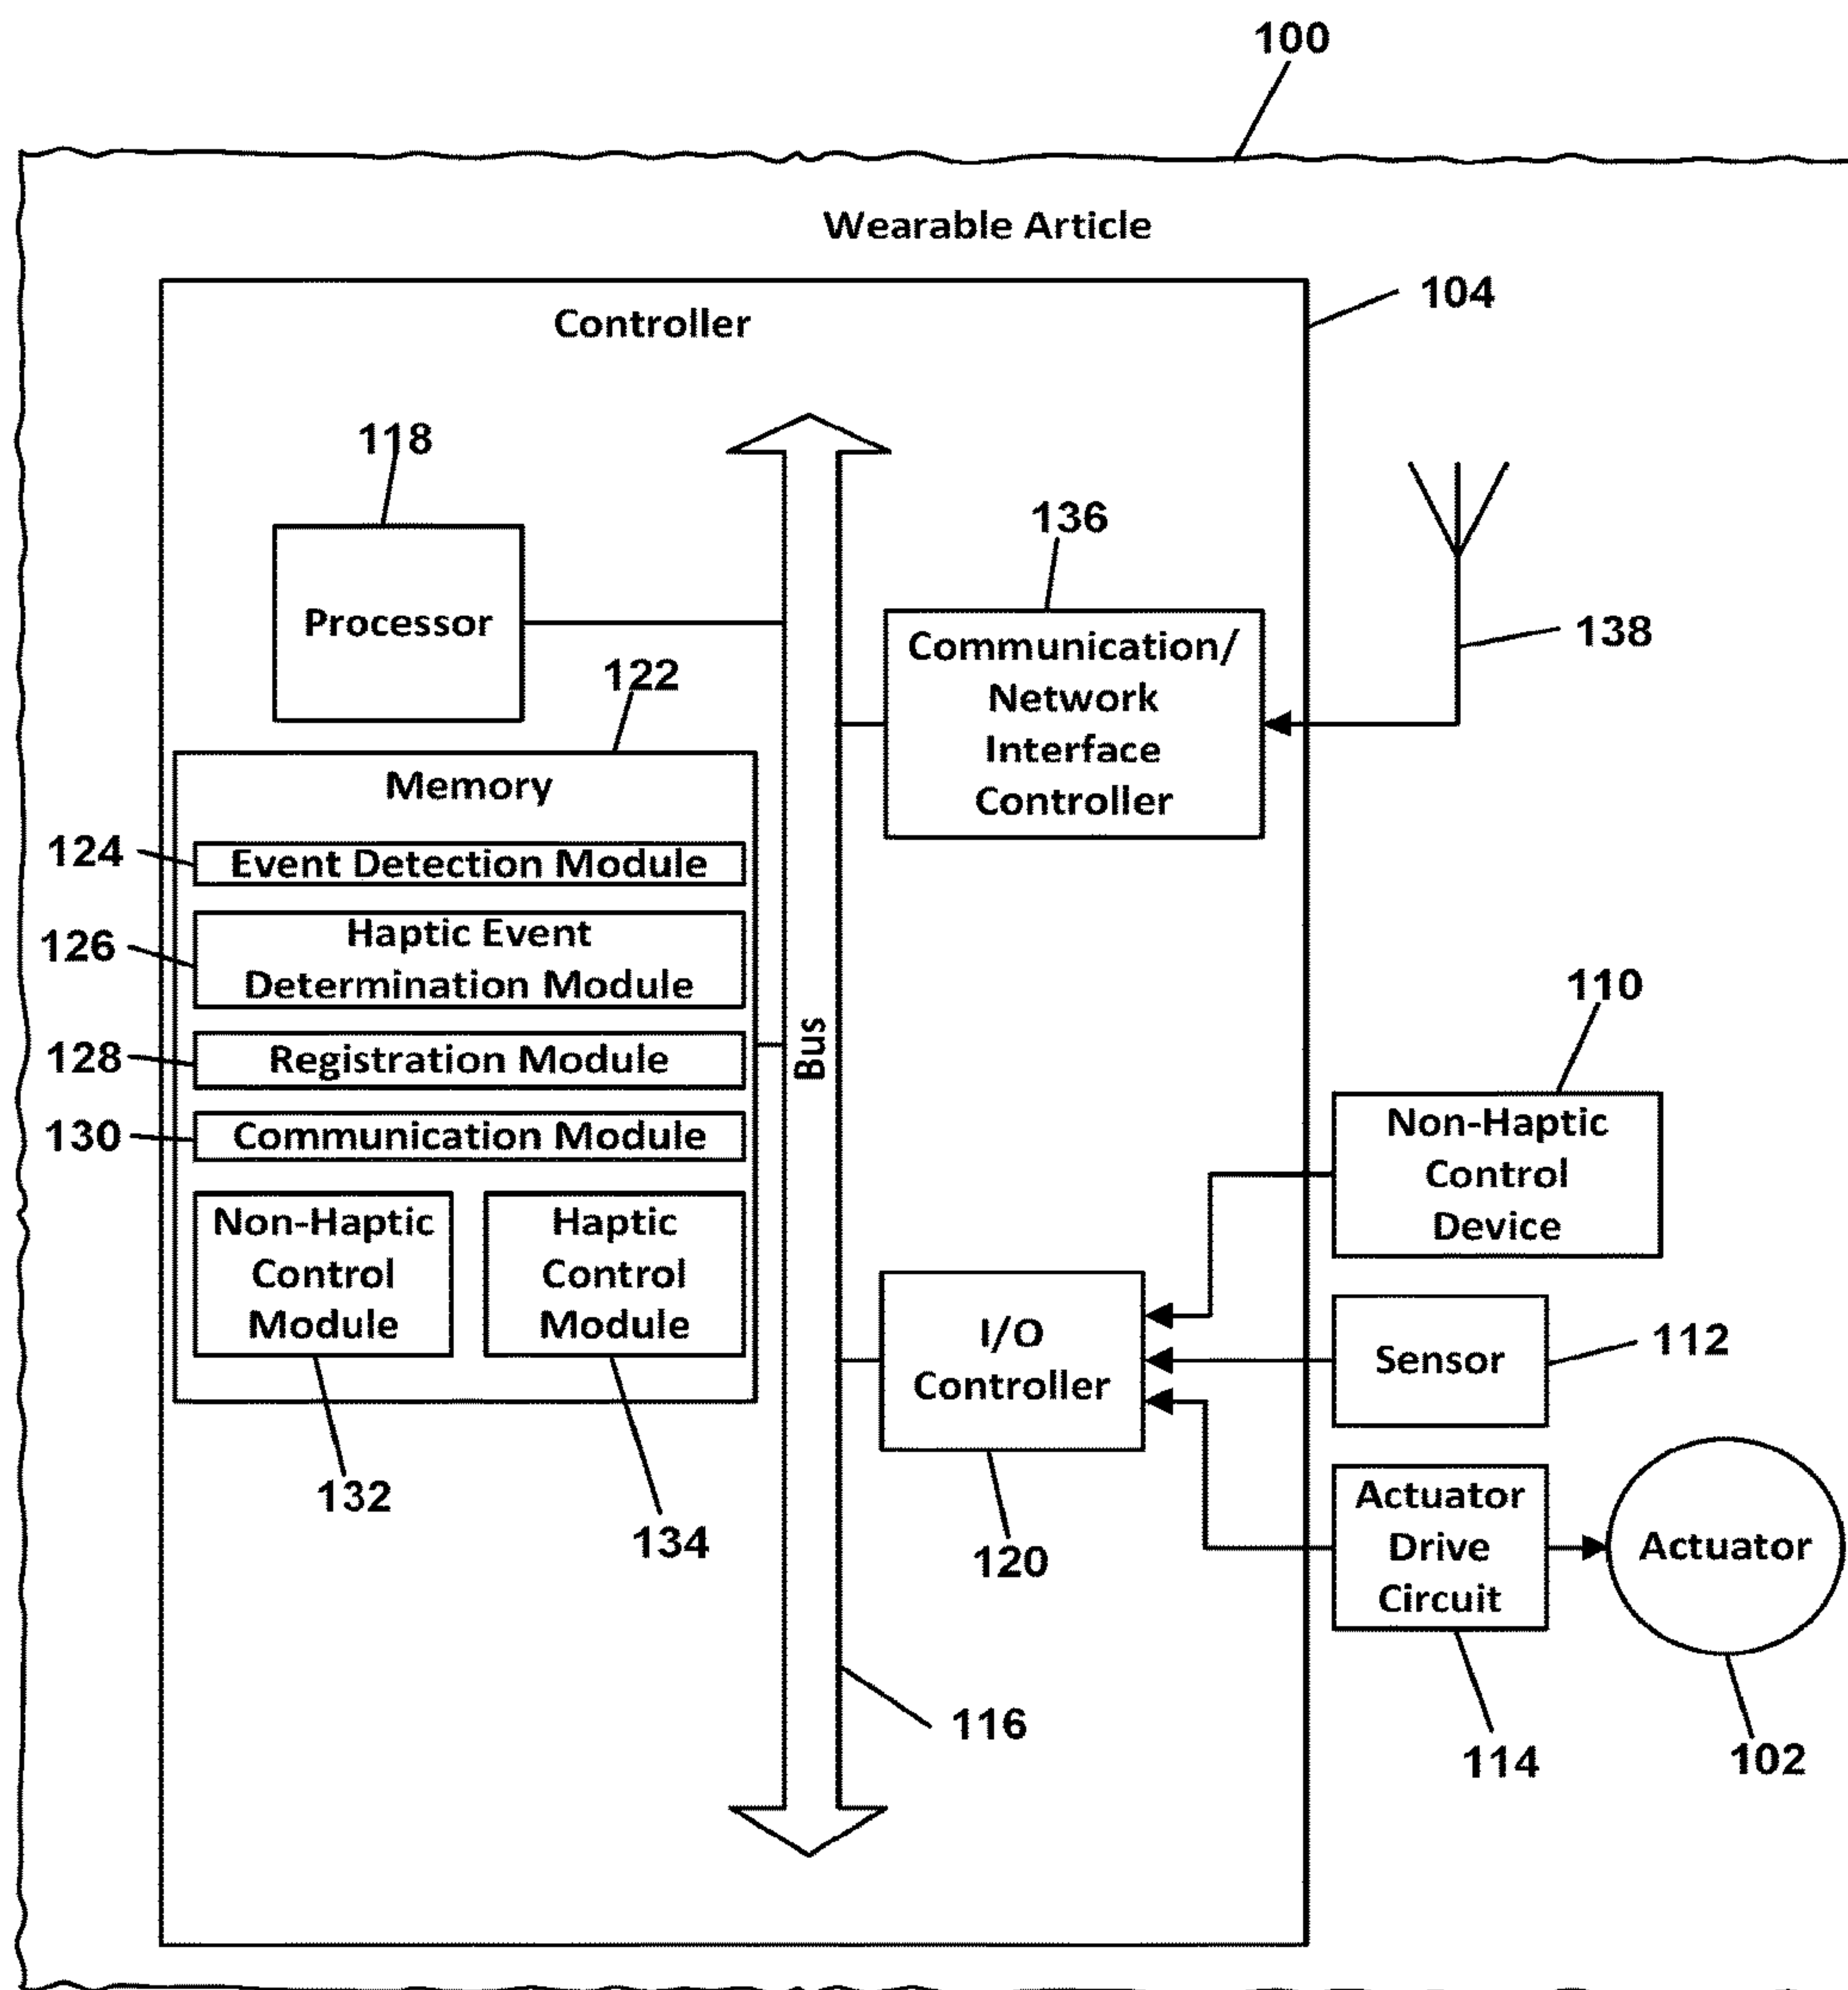 100
Wearable Article
104
Controller
118
136
Processor
Communication/
Network
Interface
Controller
138
122
Memory
124
Event Detection Module
126
Haptic Event
Determination Module
128
Registration Module
130
Communication Module
Non-Haptic
Control
Module
Haptic
Control
Module
132
134
Bus
110
Non-Haptic
Control
Device
I/O
Controller
120
Sensor
112
Actuator
Drive
Circuit
Actuator
116
114
102